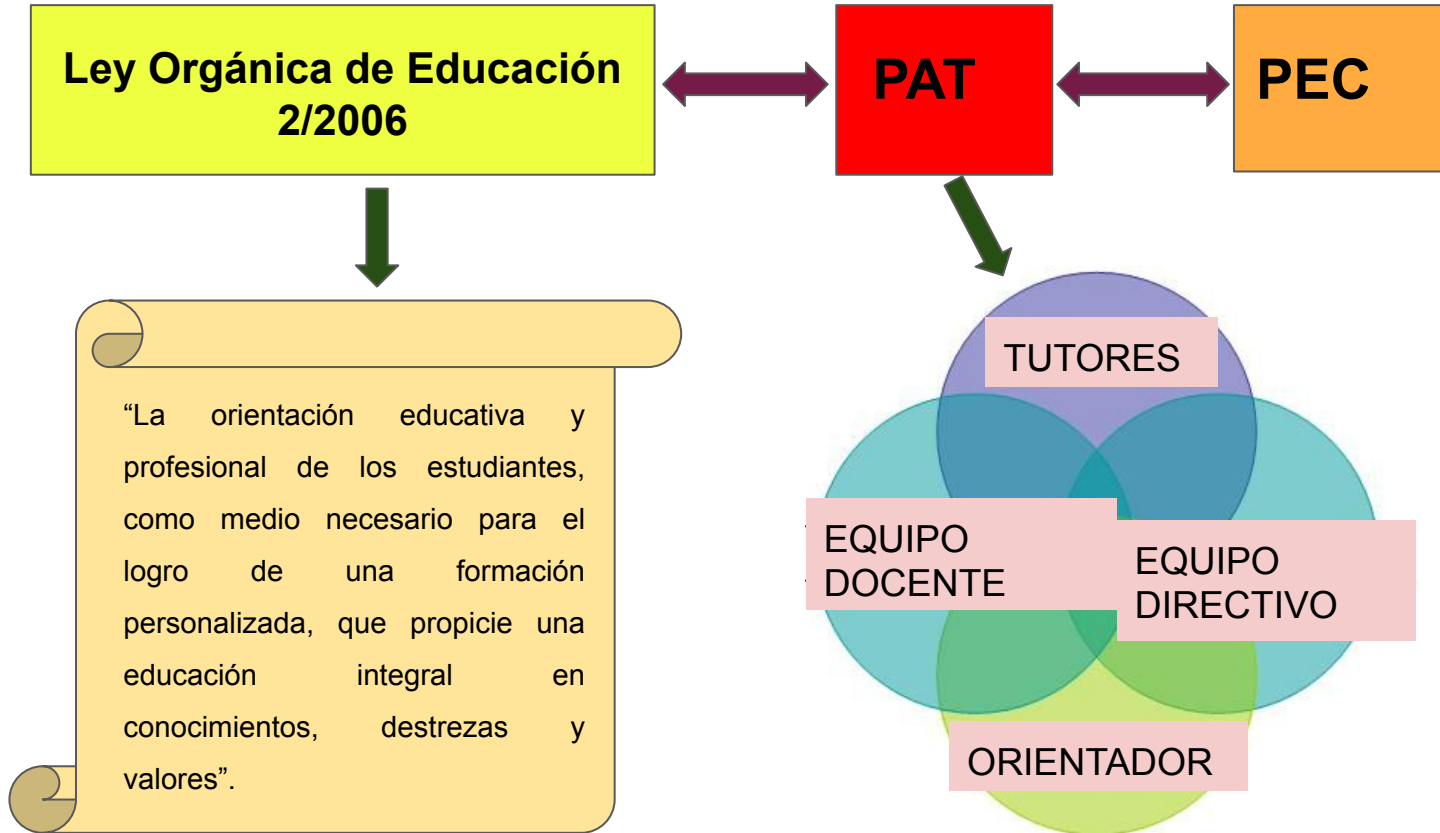 Ley Orgánica de Educación
2/2006
PAT
PEC
“La orientación educativa y
profesional de los estudiantes,
como medio necesario para el
logro de una formación
personalizada, que propicie una
educación integral en
conocimientos, destrezas y
valores”.
TUTORES
EQUIPO
DOCENTE
EQUIPO
DIRECTIVO
ORIENTADOR